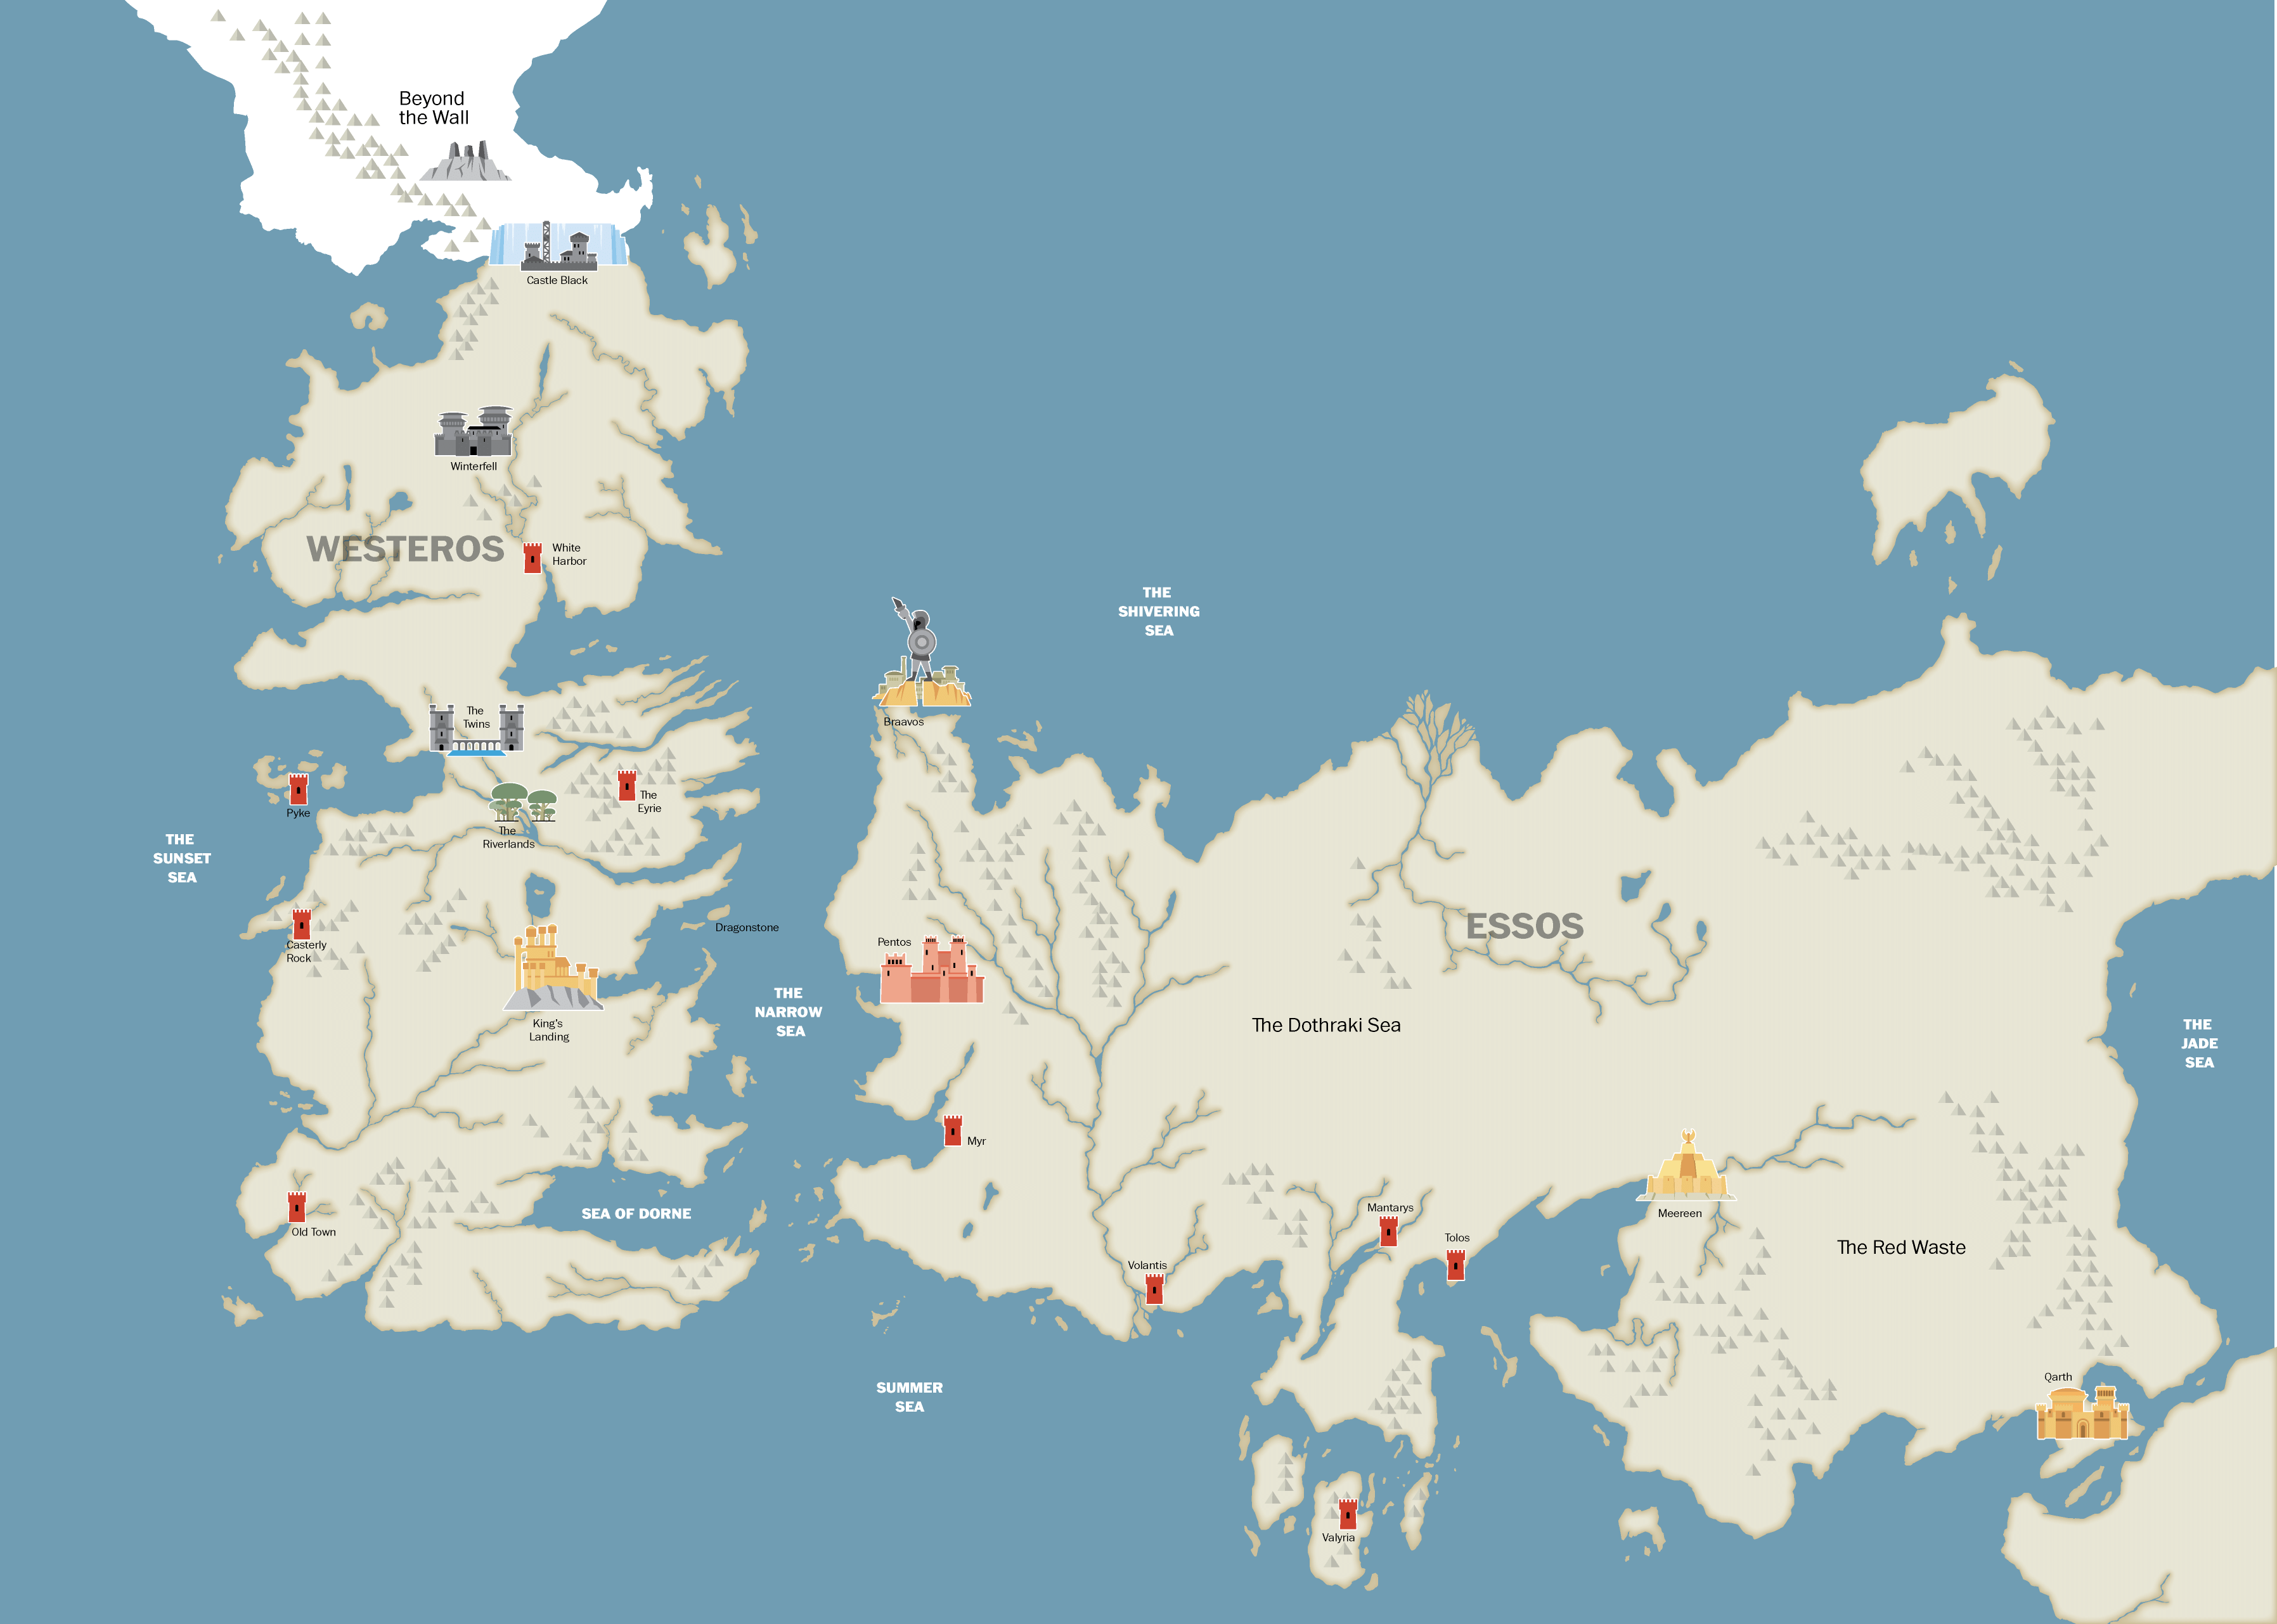 Beyond
the Wall
Castle Black
Winterfell
WESTEROS
White
Harbor
THE
SHIVERING
SEA
The
Twins
Braavos
The
Eyrie
Pyke
The
Riverlands
THE
SUNSET
SEA
Dragonstone
ESSOS
Casterly
Rock
Pentos
THE
NARROW
SEA
King's
Landing
The Dothraki Sea
THE
JADE
SEA
Myr
Mantarys
SEA OF DORNE
Meereen
Old Town
Tolos
The Red Waste
Volantis
Qarth
SUMMER
SEA
Valyria